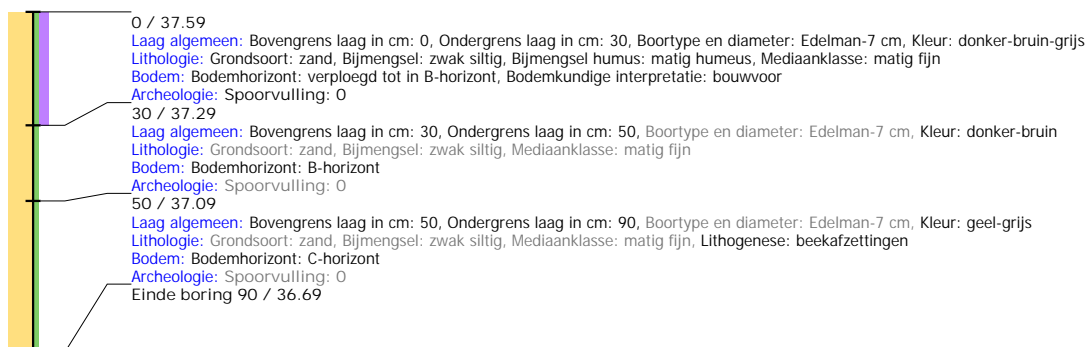 0 / 37.59
Laag algemeen: Bovengrens laag in cm: 0, Ondergrens laag in cm: 30, Boortype en diameter: Edelman-7 cm, Kleur: donker-bruin-grijs
Lithologie: Grondsoort: zand, Bijmengsel: zwak siltig, Bijmengsel humus: matig humeus, Mediaanklasse: matig fijn
Bodem: Bodemhorizont: verploegd tot in B-horizont, Bodemkundige interpretatie: bouwvoor
Archeologie: Spoorvulling: 0
30 / 37.29
Laag algemeen: Bovengrens laag in cm: 30, Ondergrens laag in cm: 50, Boortype en diameter: Edelman-7 cm, Kleur: donker-bruin
Lithologie: Grondsoort: zand, Bijmengsel: zwak siltig, Mediaanklasse: matig fijn
Bodem: Bodemhorizont: B-horizont
Archeologie: Spoorvulling: 0
50 / 37.09
Laag algemeen: Bovengrens laag in cm: 50, Ondergrens laag in cm: 90, Boortype en diameter: Edelman-7 cm, Kleur: geel-grijs
Lithologie: Grondsoort: zand, Bijmengsel: zwak siltig, Mediaanklasse: matig fijn, Lithogenese: beekafzettingen
Bodem: Bodemhorizont: C-horizont
Archeologie: Spoorvulling: 0
Einde boring 90 / 36.69